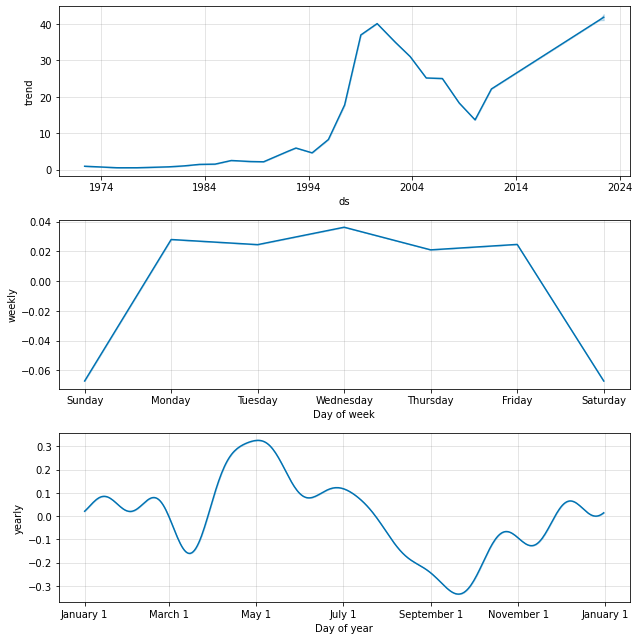 40
30
20
10
0
trend
1974 1984 1994 2004 2014 2024
ds
0.04
0.02
0.00
−0.02
−0.04
−0.06
weekly
Sunday Monday Tuesday Wednesday Thursday Friday Saturday
Day of week
0.3
0.2
0.1
0.0
−0.1
−0.2
−0.3
yearly
January 1 March 1 May 1 July 1 September 1 November 1 January 1
Day of year